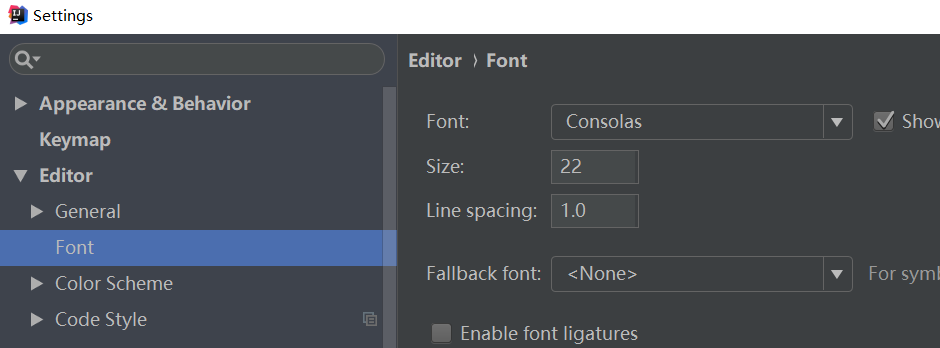 Settings
Editor › Font
Appearance & Behavior
Keymap
Editor
General
Font
Color Scheme
Code Style
Font: Consolas Show
Size: 22
Line spacing: 1.0
Fallback font: <None> For symb
Enable font ligatures